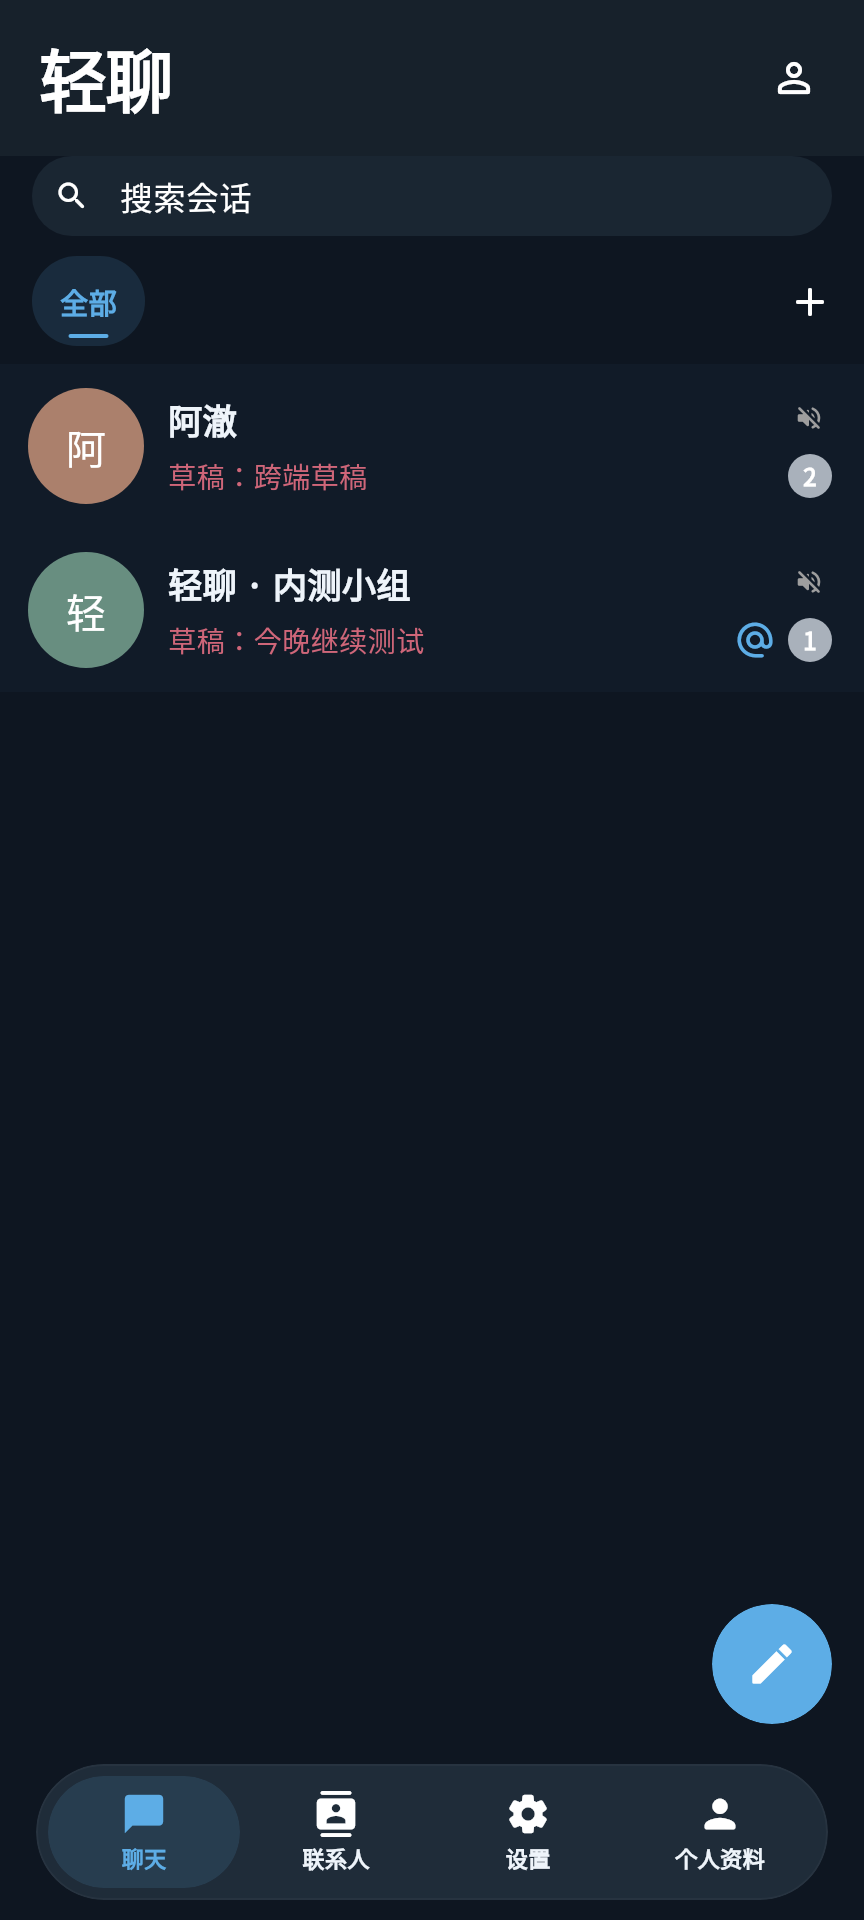 轻聊
搜索会话
全部
阿
阿澈
草稿：跨端草稿
2
轻
轻聊 · 内测小组
草稿：今晚继续测试
@
1
聊天
联系人
设置
个人资料